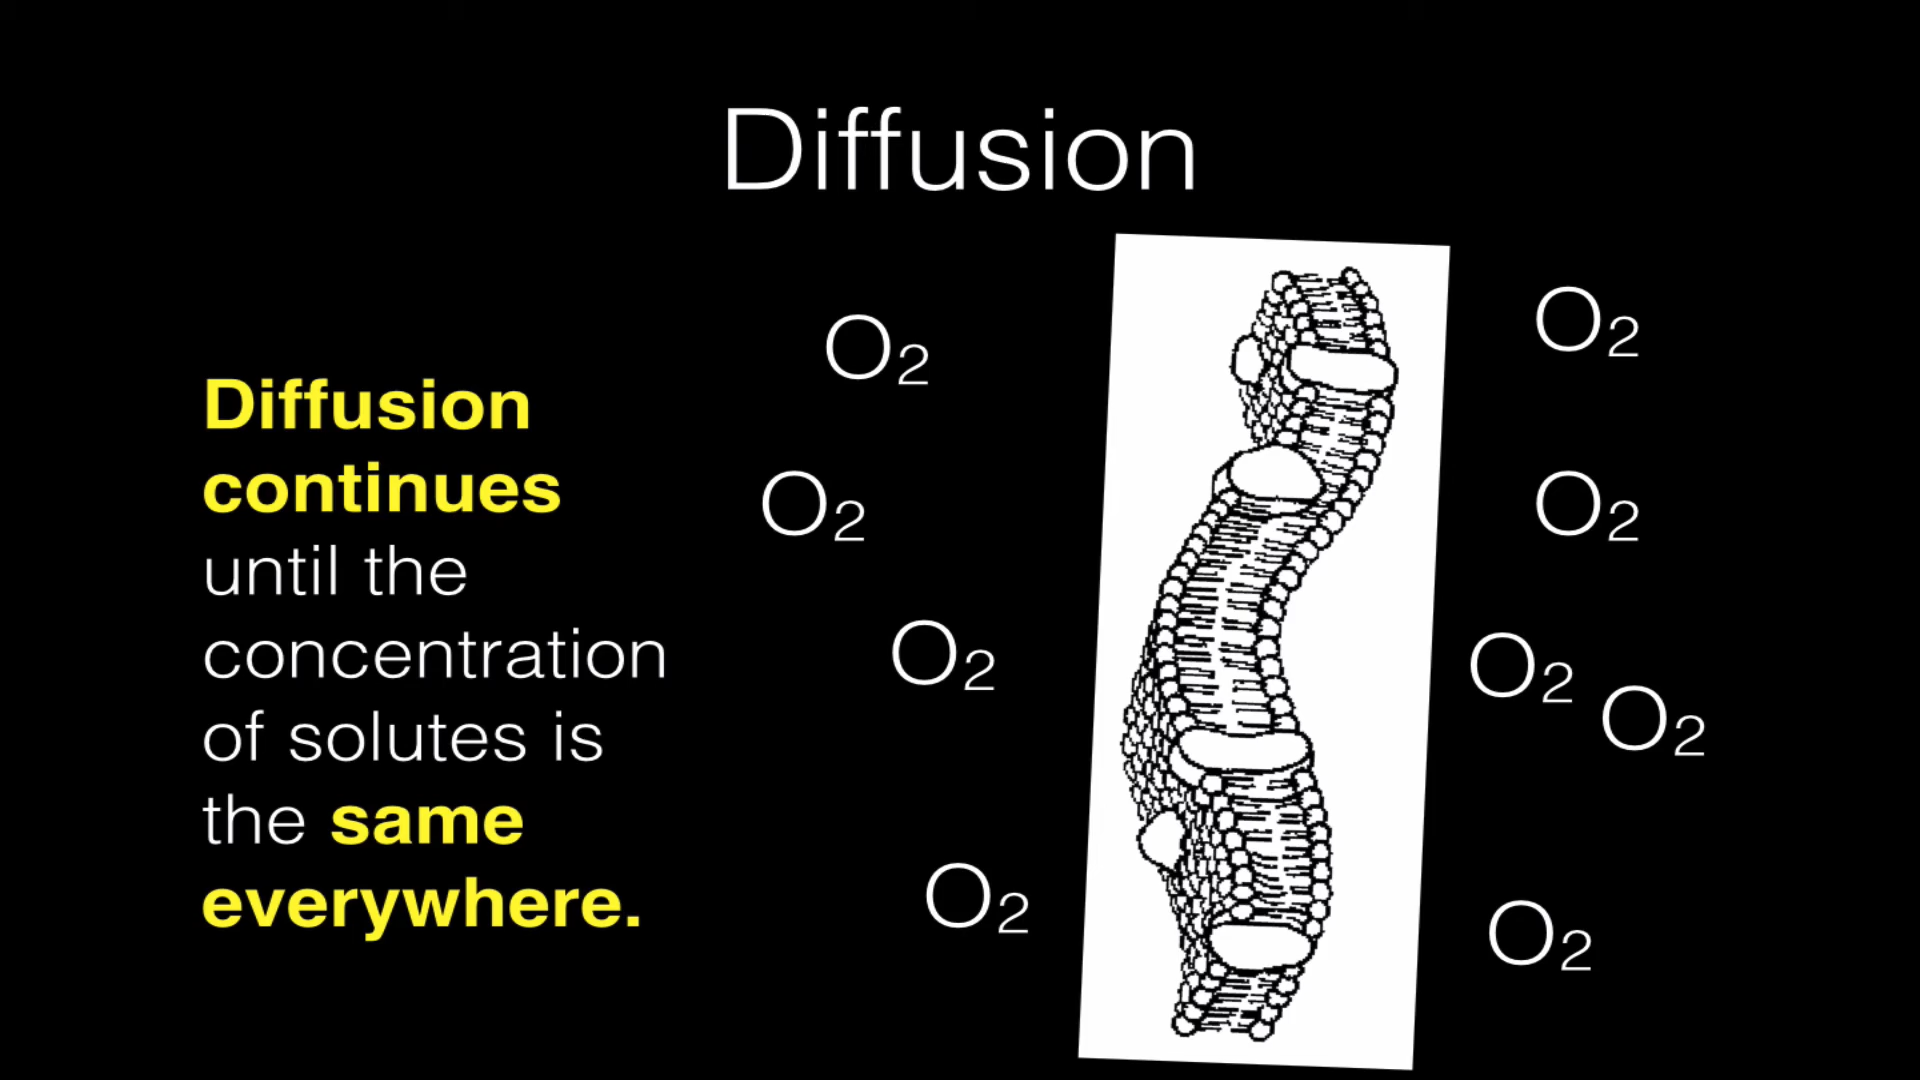 Diffusion
Diffusion
continues
until the
concentration
of solutes is
the same
everywhere.
O₂
O₂
O₂
O₂
O₂
O₂
O₂
O₂
O₂